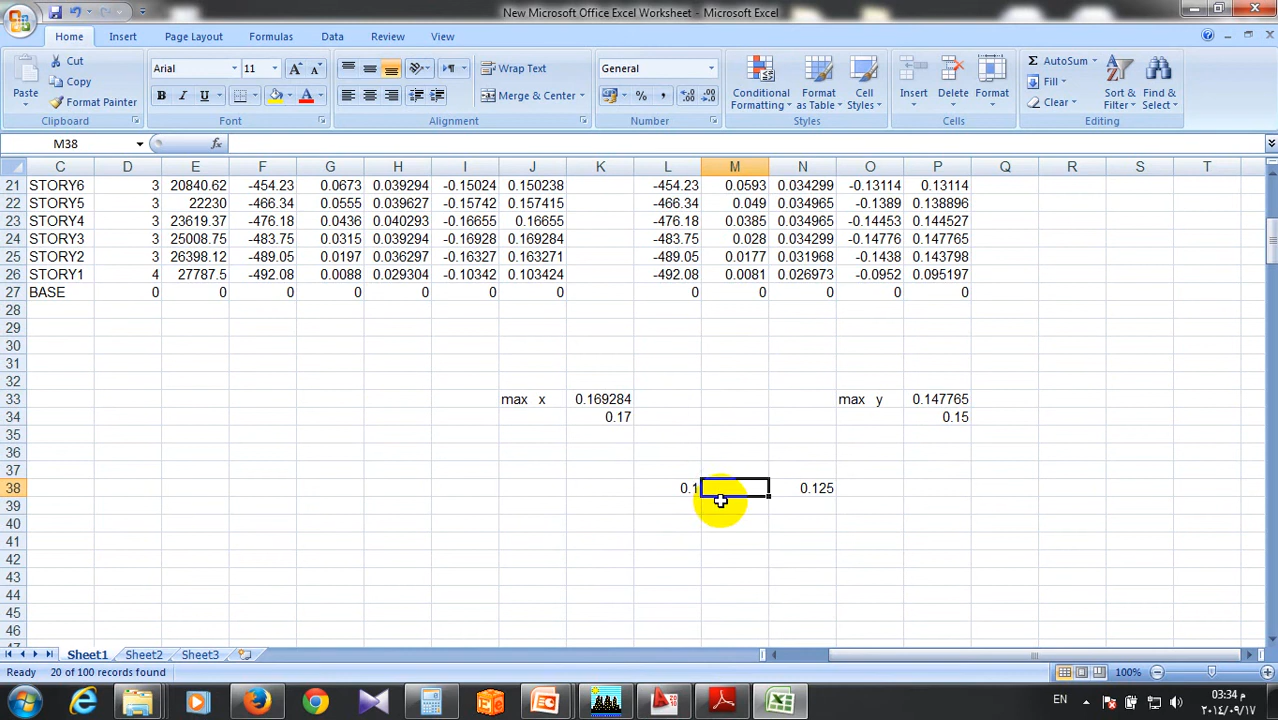 New Microsoft Office Excel Worksheet - Microsoft Excel
Home Insert Page Layout Formulas Data Review View
Paste Cut Copy Format Painter Clipboard
Arial 11 B I U Font
Wrap Text Merge & Center Alignment
General % , Number
Conditional Formatting Format as Table Cell Styles Styles
Insert Delete Format Cells
Σ AutoSum Fill Clear Sort & Filter Find & Select Editing
M38 fx
C D E F G H I J K L M N O P Q R S T
21 STORY6 3 20840.62 -454.23 0.0673 0.039294 -0.15024 0.150238 -454.23 0.0593 0.034299 -0.13114 0.13114
22 STORY5 3 22230 -466.34 0.0555 0.039627 -0.15742 0.157415 -466.34 0.049 0.034965 -0.1389 0.138896
23 STORY4 3 23619.37 -476.18 0.0436 0.040293 -0.16655 0.16655 -476.18 0.0385 0.034965 -0.14453 0.144527
24 STORY3 3 25008.75 -483.75 0.0315 0.039294 -0.16928 0.169284 -483.75 0.028 0.034299 -0.14776 0.147765
25 STORY2 3 26398.12 -489.05 0.0197 0.036297 -0.16327 0.163271 -489.05 0.0177 0.031968 -0.1438 0.143798
26 STORY1 4 27787.5 -492.08 0.0088 0.029304 -0.10342 0.103424 -492.08 0.0081 0.026973 -0.0952 0.095197
27 BASE 0 0 0 0 0 0 0 0 0 0 0 0
28
29
30
31
32
33 max x 0.169284 max y 0.147765
34 0.17 0.15
35
36
37
38 0.1 0.125
39
40
41
42
43
44
45
46
Sheet1 Sheet2 Sheet3
Ready 20 of 100 records found 100%
EN 03:34 م
٢٠١٤/٠٩/١٧